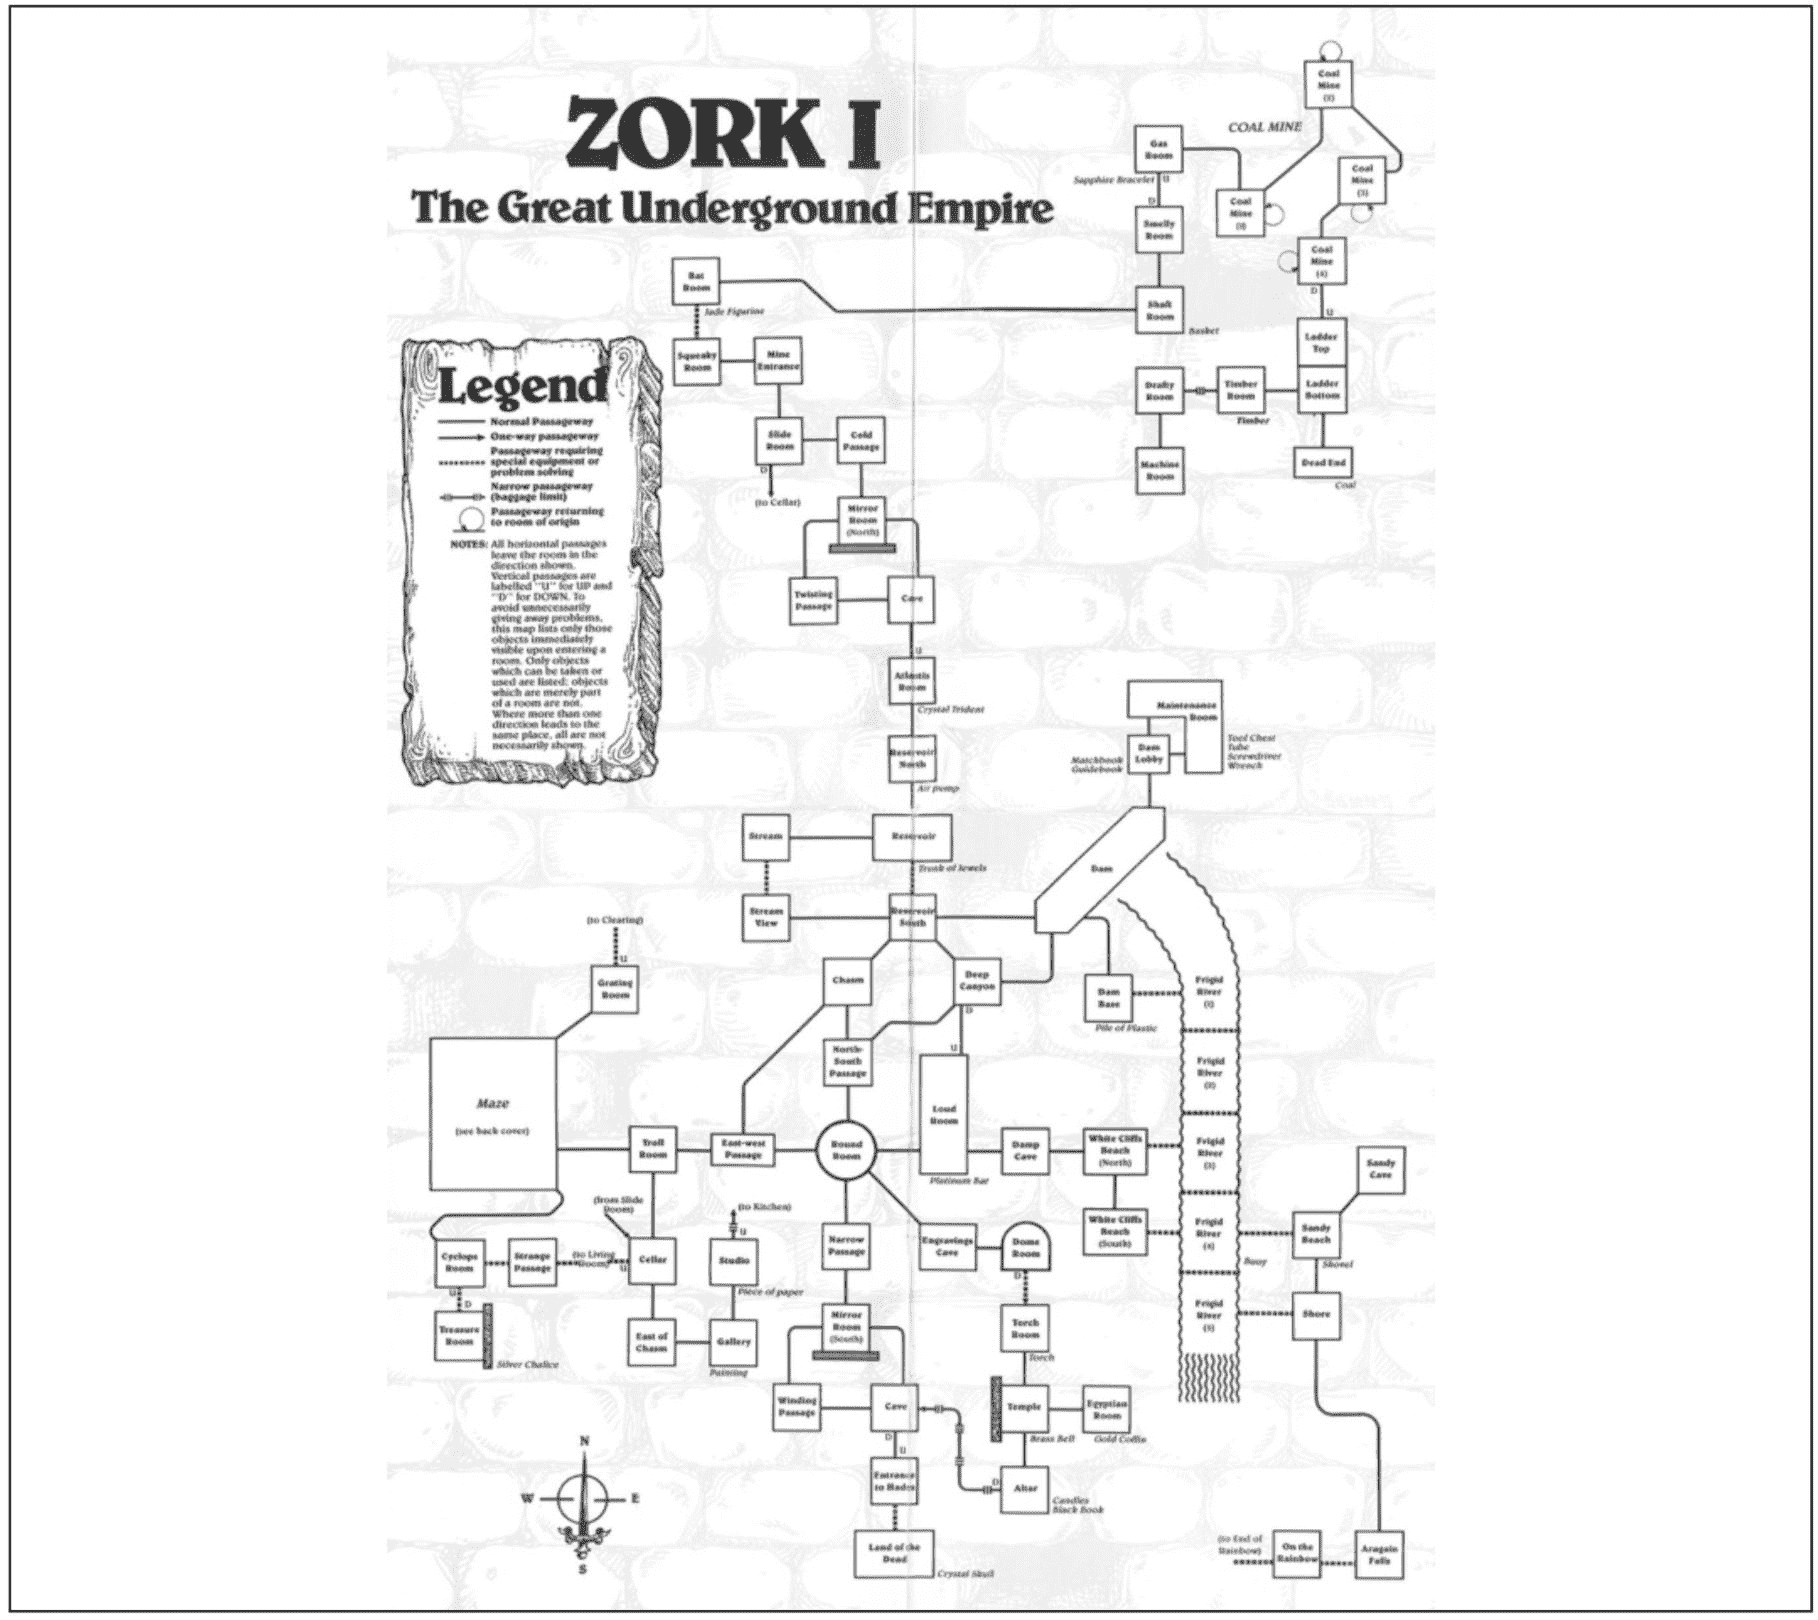 ZORK I
The Great Underground Empire
Legend
Normal Passageway
One-way passageway
Passageway requiring
special equipment or
problem solving
Narrow passageway
(baggage limit)
Passageway returning
to room of origin
NOTES: All horizontal passages
leave the room in the
direction shown.
Vertical passages are
labelled "U" for UP and
"D" for DOWN. To
avoid unnecessarily
giving away problems,
this map lists only those
objects immediately
visible upon entering a
room. Only objects
which can be taken or
used are listed; objects
which are merely part
of a room are not.
Where more than one
direction leads to the
same place, all are not
necessarily shown.
COAL MINE
Coal
Mine
Gas
Room
Sapphire Bracelet
U
D
Coal
Mine
(3)
Coal
Mine
Smelly
Room
Coal
Mine
(4)
D
U
Bat
Room
Jade Figurine
Shaft
Room
Basket
Ladder
Top
Squeaky
Room
Mine
Entrance
Drafty
Room
Timber
Room
Timber
Ladder
Bottom
Slide
Room
D
(to Cellar)
Cold
Passage
Machine
Room
Dead End
Coal
Mirror
Room
(North)
Twisting
Passage
Cave
U
Atlantis
Room
Crystal Trident
Maintenance
Room
Reservoir
North
Air pump
Matchbook
Guidebook
Dam
Lobby
Tool Chest
Tube
Screwdriver
Wrench
Stream
Reservoir
Trunk of Jewels
Dam
Stream
View
Reservoir
South
(to Clearing)
U
Grating
Room
Chasm
Deep
Canyon
D
Dam
Base
Pile of Plastic
Frigid
River
(1)
Maze
(see back cover)
North-
South
Passage
U
Loud
Room
Platinum Bar
Frigid
River
(2)
Troll
Room
East-west
Passage
Round
Room
Damp
Cave
White Cliffs
Beach
(North)
Frigid
River
(3)
Sandy
Cave
(from Slide
Room)
(to Kitchen)
U
Cyclops
Room
Strange
Passage
(to Living
Room)
U
Cellar
Studio
Piece of paper
Narrow
Passage
Engravings
Cave
Dome
Room
D
White Cliffs
Beach
(South)
Frigid
River
(4)
Buoy
Sandy
Beach
Shovel
U
D
Treasure
Room
Silver Chalice
East of
Chasm
Gallery
Painting
Mirror
Room
(South)
Torch
Room
Torch
Frigid
River
(5)
Shore
Winding
Passage
Cave
D
U
Temple
Brass Bell
Egyptian
Room
Gold Coffin
Entrance
to Hades
D
Altar
Candles
Black Book
Land of the
Dead
Crystal Skull
(to End of
Rainbow)
On the
Rainbow
Aragain
Falls
N
W
E
S